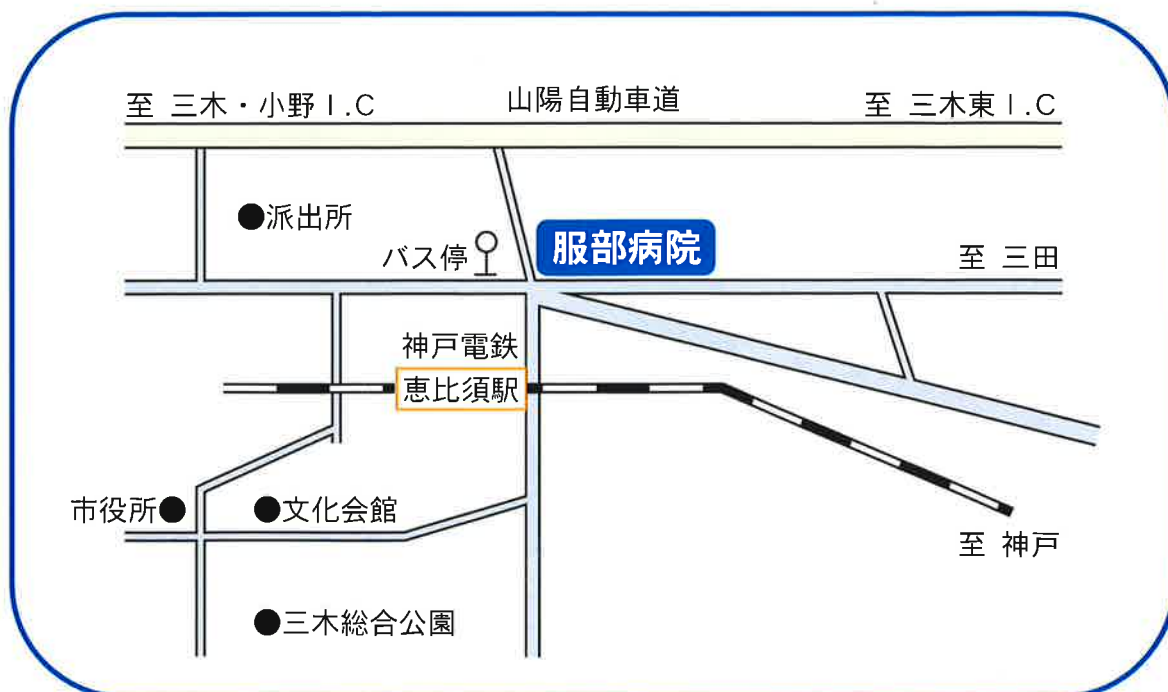 至 三木・小野I.C
山陽自動車道
至 三木東I.C
●派出所
バス停
服部病院
至 三田
神戸電鉄
恵比須駅
市役所●
●文化会館
至 神戸
●三木総合公園